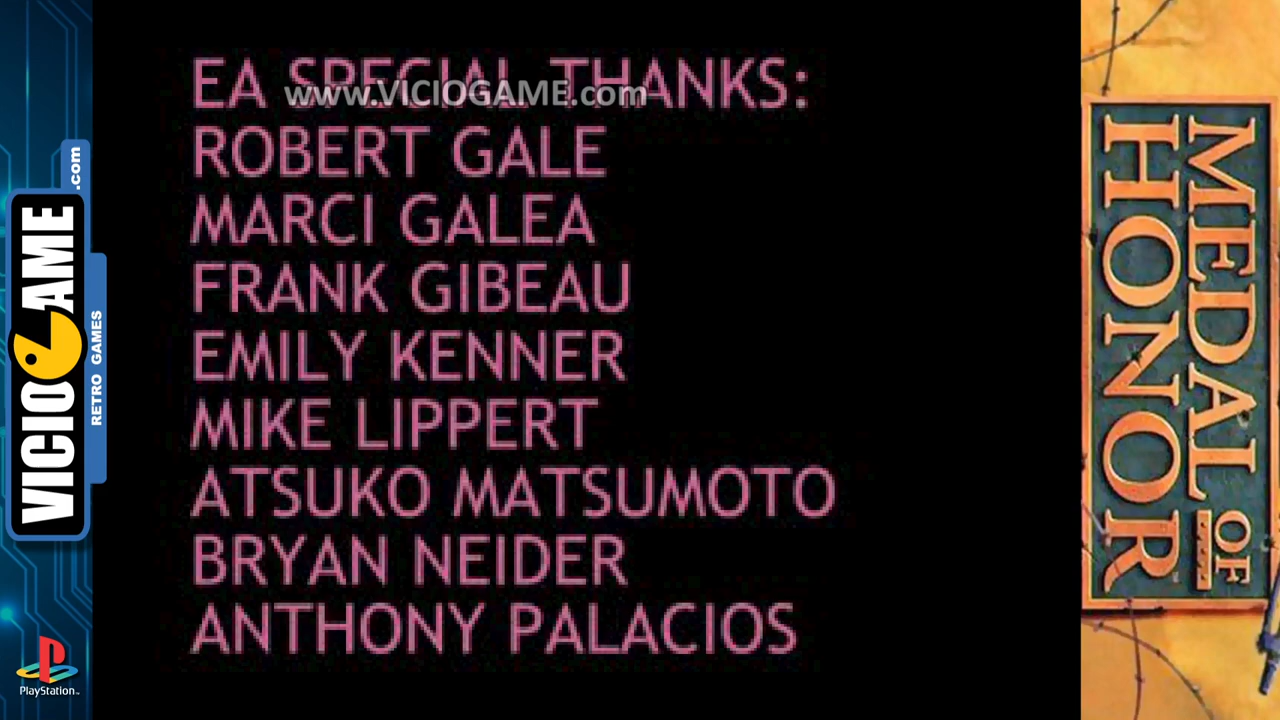 EA SPECIAL THANKS:
www.VICIOGAME.com
ROBERT GALE
MARCI GALEA
FRANK GIBEAU
EMILY KENNER
MIKE LIPPERT
ATSUKO MATSUMOTO
BRYAN NEIDER
ANTHONY PALACIOS
VICIOGAME
.com
RETRO GAMES
PlayStation
MEDAL OF
HONOR